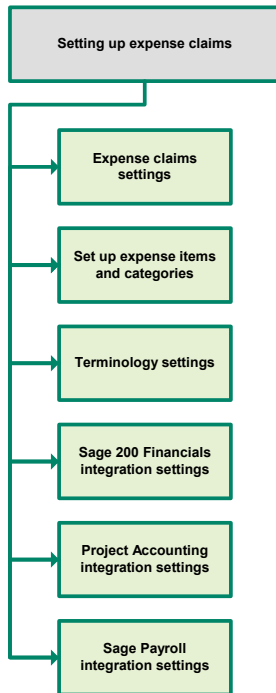 Setting up expense claims
Expense claims
settings
Set up expense items
and categories
Terminology settings
Sage 200 Financials
integration settings
Project Accounting
integration settings
Sage Payroll
integration settings